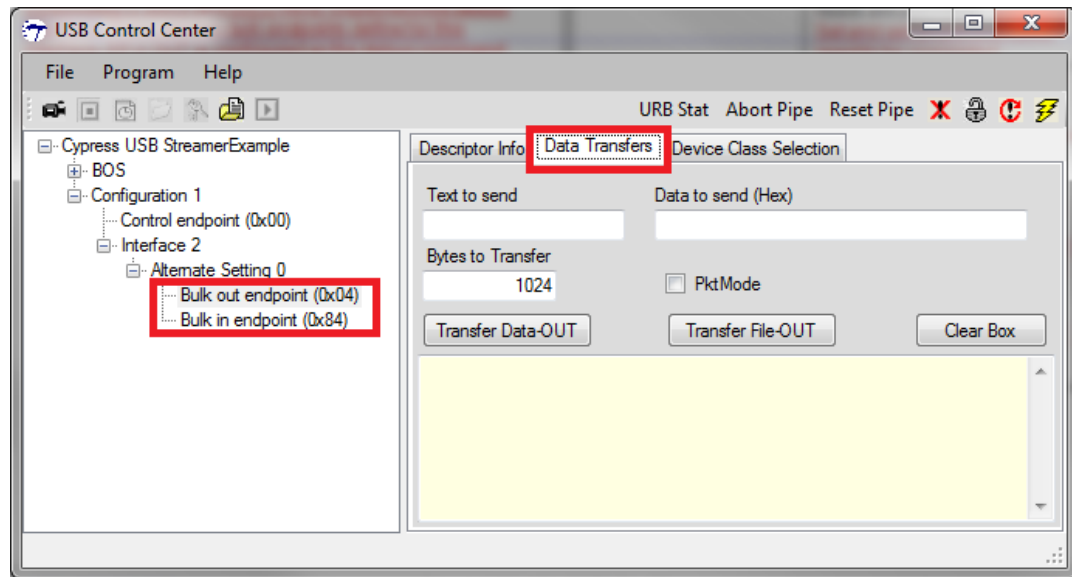 USB Control Center
File Program Help
URB Stat Abort Pipe Reset Pipe
Cypress USB StreamerExample
BOS
Configuration 1
Control endpoint (0x00)
Interface 2
Alternate Setting 0
Bulk out endpoint (0x04)
Bulk in endpoint (0x84)
Descriptor Info Data Transfers Device Class Selection
Text to send Data to send (Hex)
Bytes to Transfer
1024 PktMode
Transfer Data-OUT Transfer File-OUT Clear Box